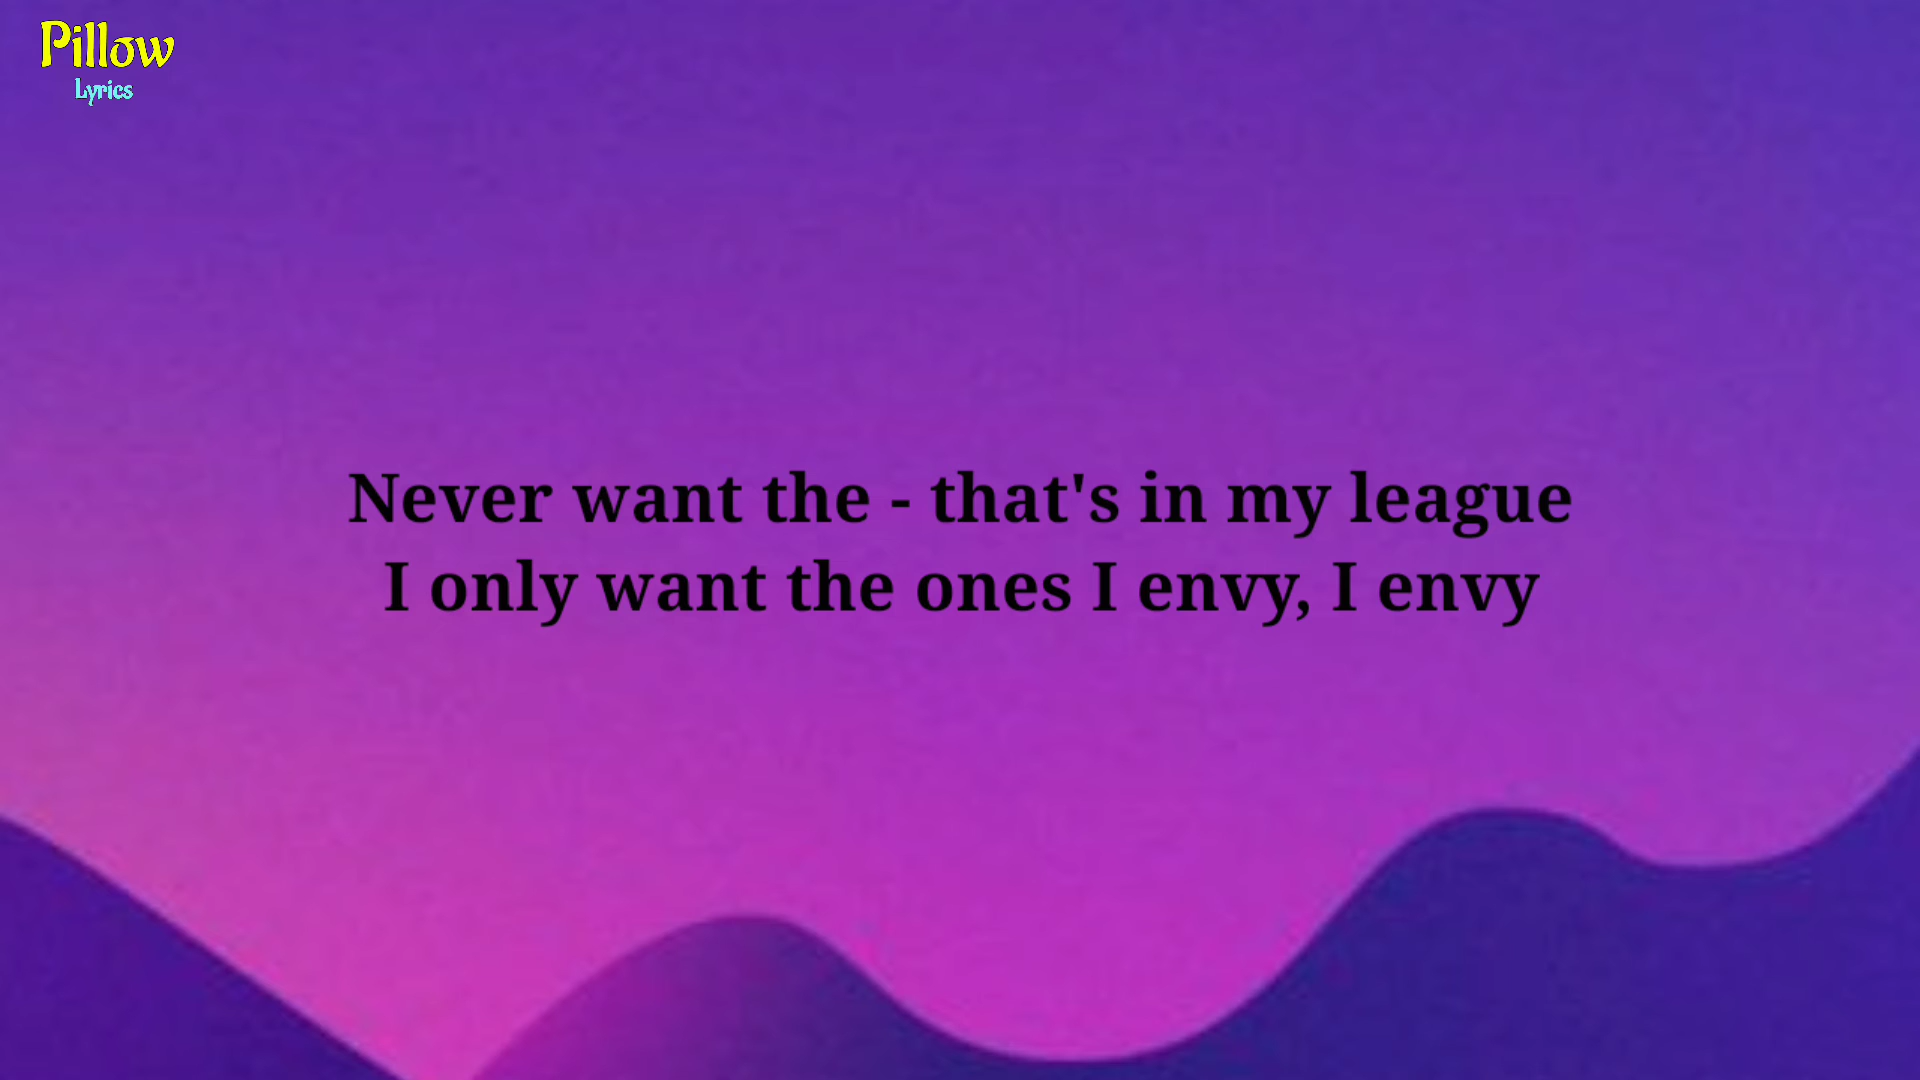 Pillow
Lyrics
Never want the - that's in my league
I only want the ones I envy, I envy